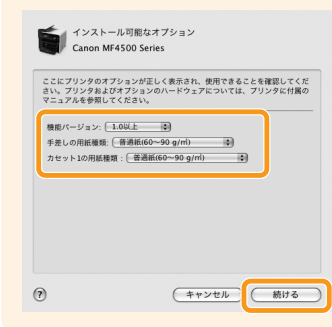 インストール可能なオプション
Canon MF4500 Series
ここにプリンタのオプションが正しく表示され、使用できることを確認してくだ
さい。プリンタおよびオプションのハードウェアについては、プリンタに付属の
マニュアルを参照してください。
機能バージョン: 1.0以上
手差しの用紙種類: 普通紙(60〜90 g/㎡)
カセット1の用紙種類: 普通紙(60〜90 g/㎡)
?
キャンセル 続ける